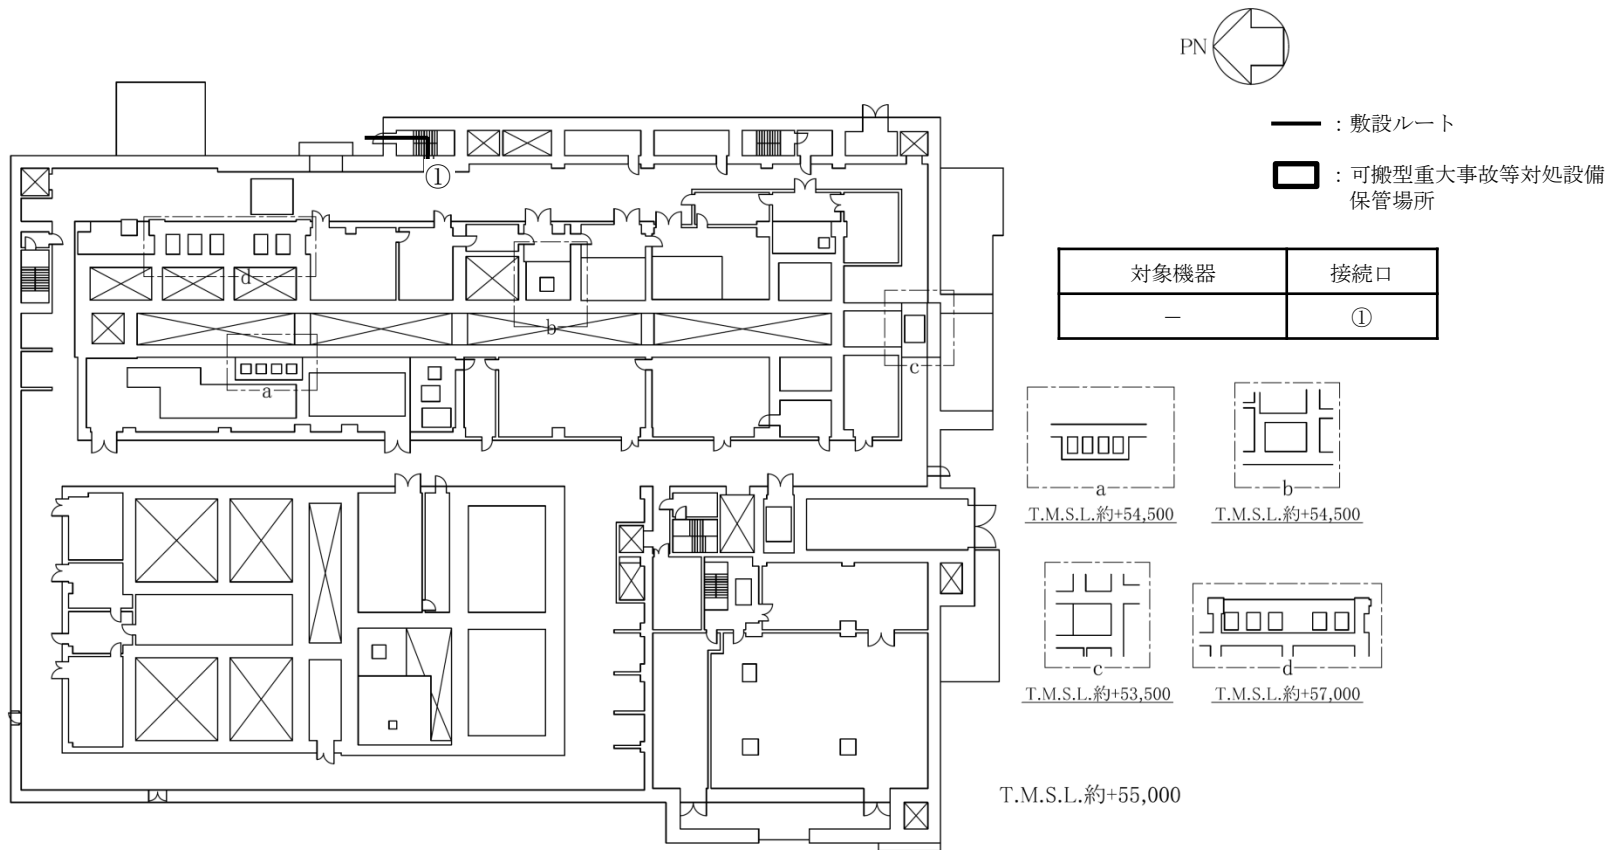 PN
: 敷設ルート
: 可搬型重大事故等対処設備
保管場所
対象機器 接続口
－ ①
①
d
b
a
c
a
T.M.S.L.約+54,500
b
T.M.S.L.約+54,500
c
T.M.S.L.約+53,500
d
T.M.S.L.約+57,000
T.M.S.L.約+55,000